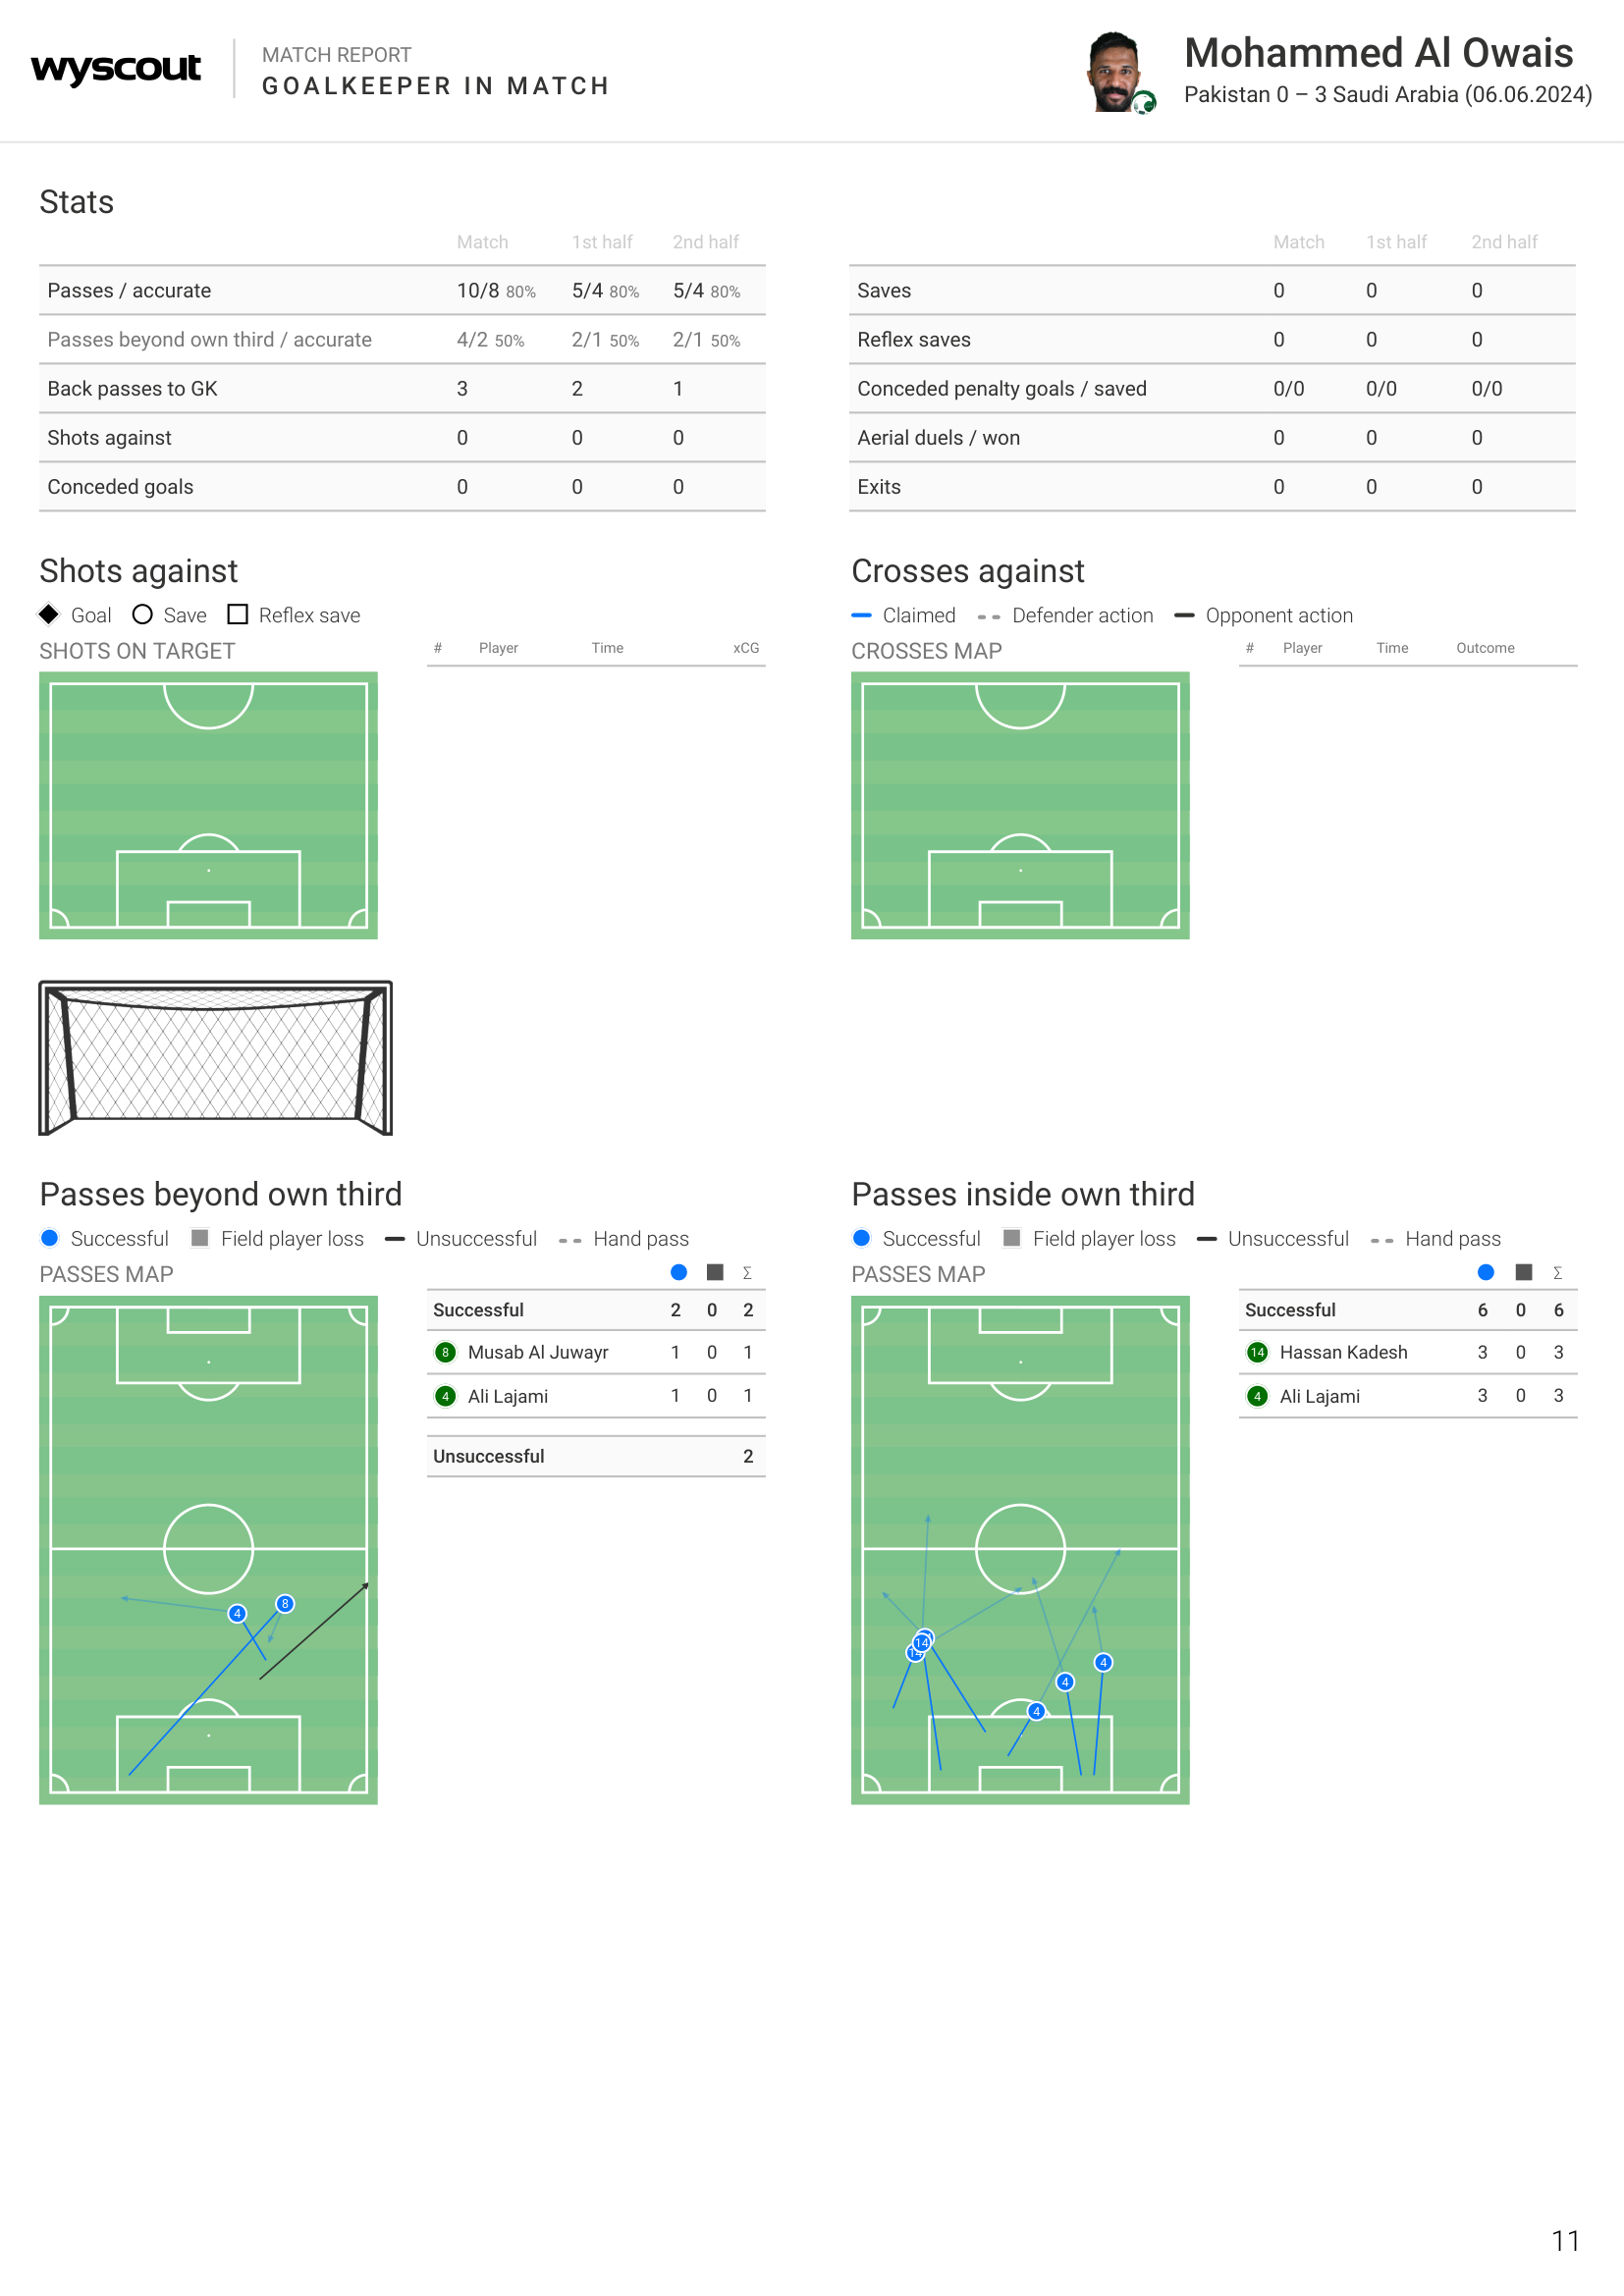 wyscout
MATCH REPORT
GOALKEEPER IN MATCH
Mohammed Al Owais
Pakistan 0 – 3 Saudi Arabia (06.06.2024)
Stats
Match 1st half 2nd half
Passes / accurate 10/8 80% 5/4 80% 5/4 80%
Passes beyond own third / accurate 4/2 50% 2/1 50% 2/1 50%
Back passes to GK 3 2 1
Shots against 0 0 0
Conceded goals 0 0 0
Match 1st half 2nd half
Saves 0 0 0
Reflex saves 0 0 0
Conceded penalty goals / saved 0/0 0/0 0/0
Aerial duels / won 0 0 0
Exits 0 0 0
Shots against
Goal Save Reflex save
SHOTS ON TARGET
# Player Time xCG
Crosses against
Claimed Defender action Opponent action
CROSSES MAP
# Player Time Outcome
Passes beyond own third
Successful Field player loss Unsuccessful Hand pass
PASSES MAP
Σ
Successful 2 0 2
8 Musab Al Juwayr 1 0 1
4 Ali Lajami 1 0 1
Unsuccessful 2
4 8
Passes inside own third
Successful Field player loss Unsuccessful Hand pass
PASSES MAP
Σ
Successful 6 0 6
14 Hassan Kadesh 3 0 3
4 Ali Lajami 3 0 3
14
14
4
4
4
11